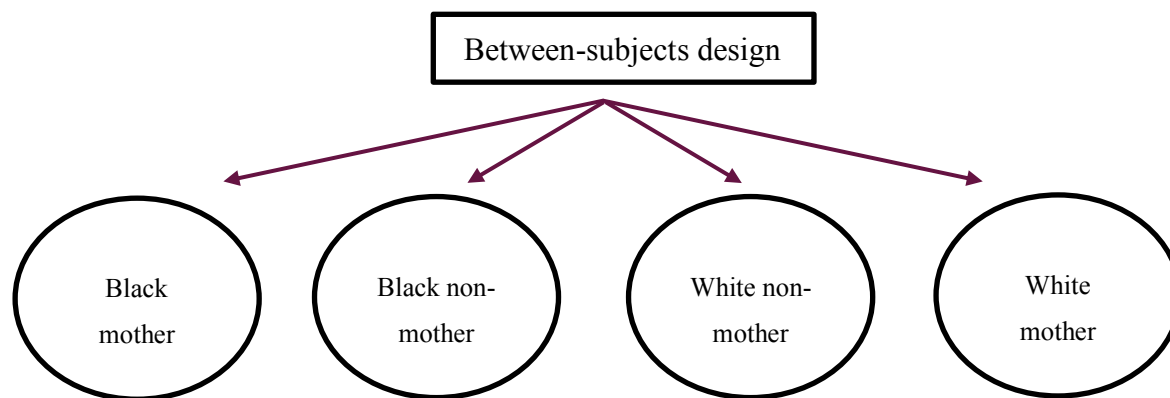 Between-subjects design
Black
mother
Black non-
mother
White non-
mother
White
mother